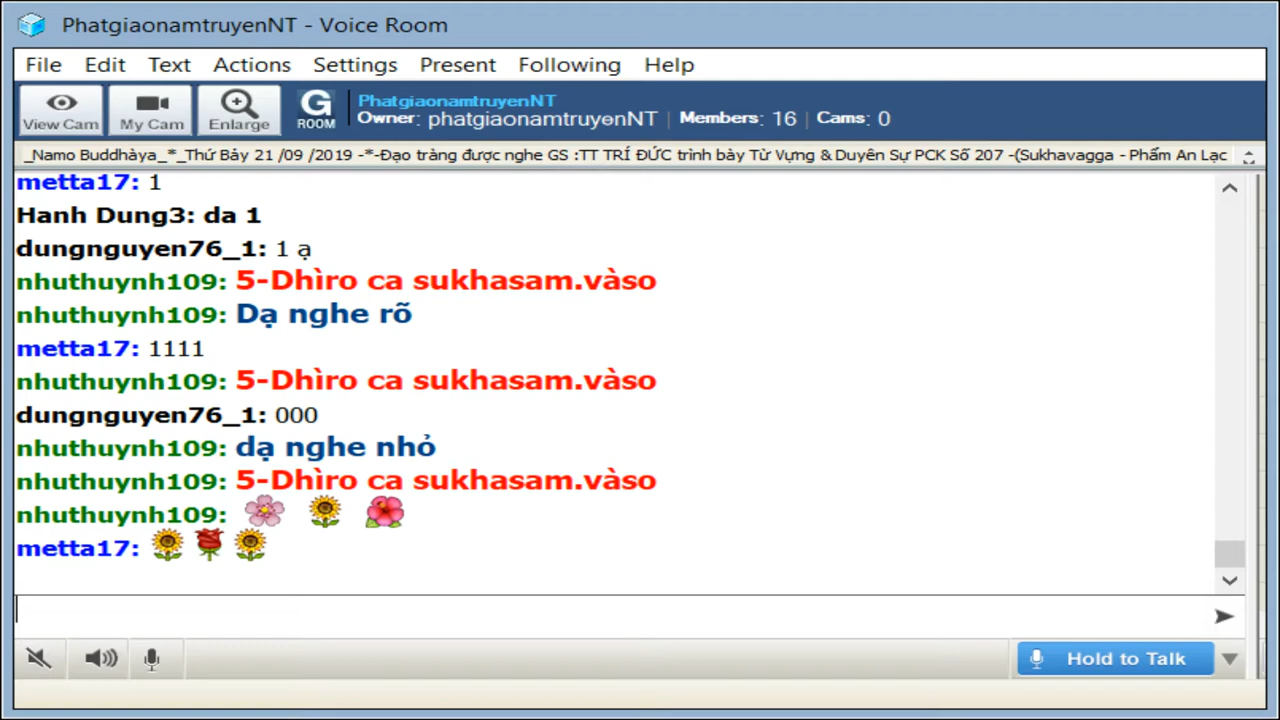 PhatgiaonamtruyenNT - Voice Room
File Edit Text Actions Settings Present Following Help
View Cam My Cam Enlarge G ROOM
PhatgiaonamtruyenNT
Owner: phatgiaonamtruyenNT Members: 16 Cams: 0
_Namo Buddhàya_*_Thứ Bảy 21 /09 /2019 -*-Đạo tràng được nghe GS :TT TRÍ ĐỨC trình bày Từ Vựng & Duyên Sự PCK Số 207 -(Sukhavagga - Phẩm An Lạc
metta17: 1
Hanh Dung3: da 1
dungnguyen76_1: 1 ạ
nhuthuynh109: 5-Dhìro ca sukhasam.vàso
nhuthuynh109: Dạ nghe rõ
metta17: 1111
nhuthuynh109: 5-Dhìro ca sukhasam.vàso
dungnguyen76_1: 000
nhuthuynh109: dạ nghe nhỏ
nhuthuynh109: 5-Dhìro ca sukhasam.vàso
nhuthuynh109:
metta17:
Hold to Talk